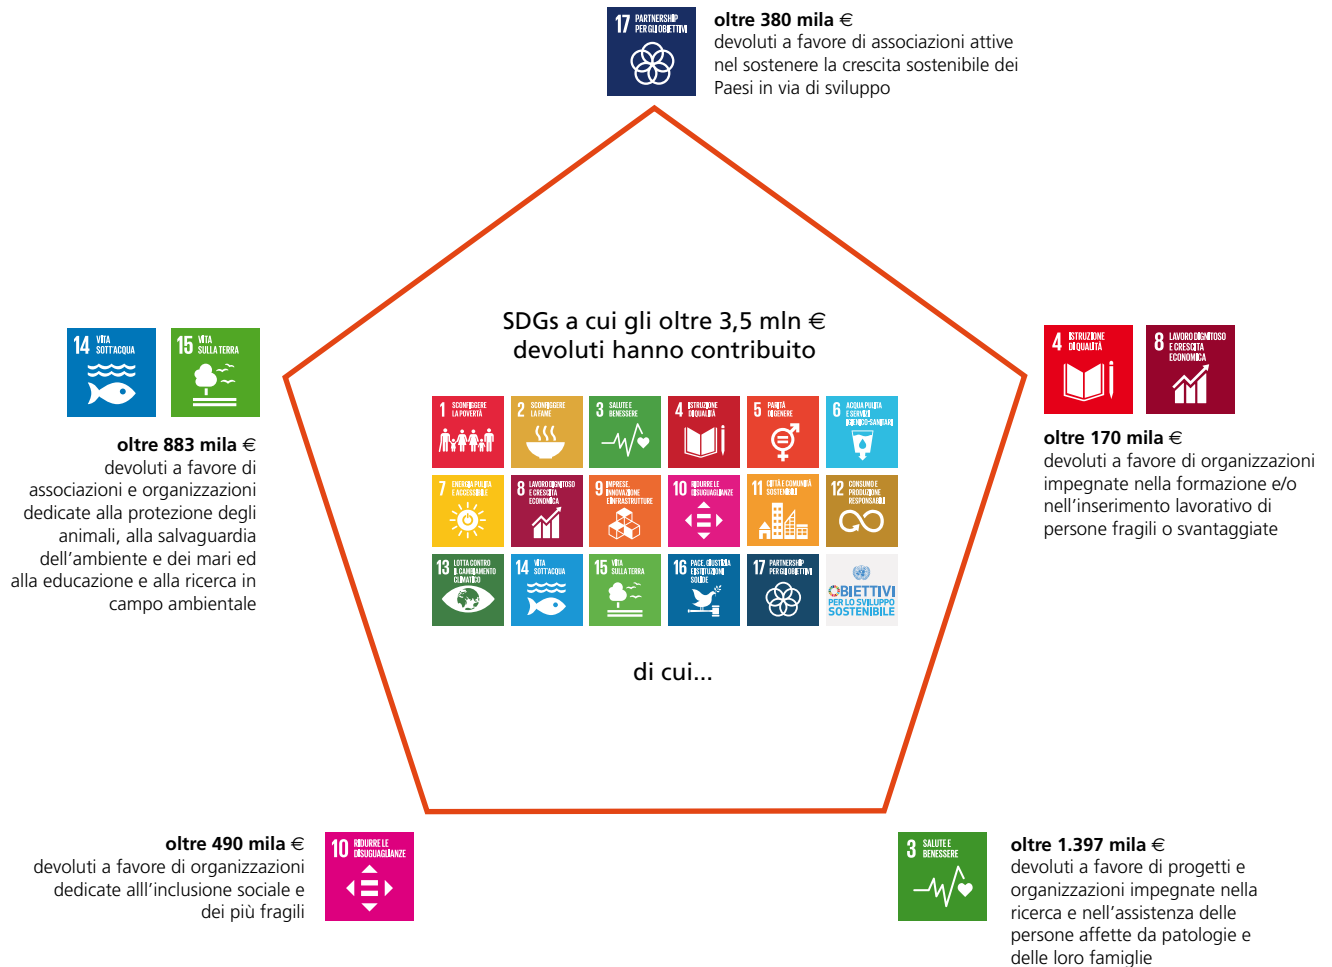 17 PARTNERSHIP
PER GLI OBIETTIVI
oltre 380 mila €
devoluti a favore di associazioni attive
nel sostenere la crescita sostenibile dei
Paesi in via di sviluppo
SDGs a cui gli oltre 3,5 mln €
devoluti hanno contribuito
14 VITA
SOTT'ACQUA
15 VITA
SULLA TERRA
oltre 883 mila €
devoluti a favore di
associazioni e organizzazioni
dedicate alla protezione degli
animali, alla salvaguardia
dell'ambiente e dei mari ed
alla educazione e alla ricerca in
campo ambientale
4 ISTRUZIONE
DI QUALITÀ
8 LAVORO DIGNITOSO
E CRESCITA
ECONOMICA
oltre 170 mila €
devoluti a favore di organizzazioni
impegnate nella formazione e/o
nell'inserimento lavorativo di
persone fragili o svantaggiate
1 SCONFIGGERE
LA POVERTÀ
2 SCONFIGGERE
LA FAME
3 SALUTE E
BENESSERE
4 ISTRUZIONE
DI QUALITÀ
5 PARITÀ
DI GENERE
6 ACQUA PULITA
E SERVIZI
IGIENICO-SANITARI
7 ENERGIA PULITA
E ACCESSIBILE
8 LAVORO DIGNITOSO
E CRESCITA
ECONOMICA
9 IMPRESE,
INNOVAZIONE
E INFRASTRUTTURE
10 RIDURRE LE
DISUGUAGLIANZE
11 CITTÀ E COMUNITÀ
SOSTENIBILI
12 CONSUMO E
PRODUZIONE
RESPONSABILI
13 LOTTA CONTRO
IL CAMBIAMENTO
CLIMATICO
14 VITA
SOTT'ACQUA
15 VITA
SULLA TERRA
16 PACE, GIUSTIZIA
E ISTITUZIONI
SOLIDE
17 PARTNERSHIP
PER GLI OBIETTIVI
OBIETTIVI
PER LO SVILUPPO
SOSTENIBILE
di cui...
oltre 490 mila €
devoluti a favore di organizzazioni
dedicate alll'inclusione sociale e
dei più fragili
10 RIDURRE LE
DISUGUAGLIANZE
3 SALUTE E
BENESSERE
oltre 1.397 mila €
devoluti a favore di progetti e
organizzazioni impegnate nella
ricerca e nell'assistenza delle
persone affette da patologie e
delle loro famiglie